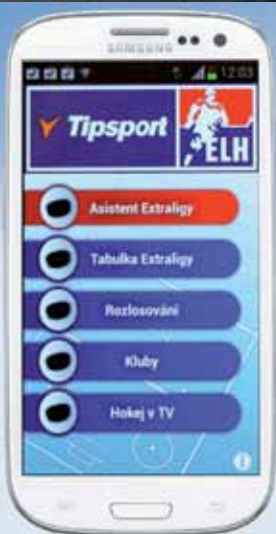 SAMSUNG
12:03
Tipsport
ELH
Asistent Extraligy
Tabulka Extraligy
Rozlosování
Kluby
Hokej v TV
i